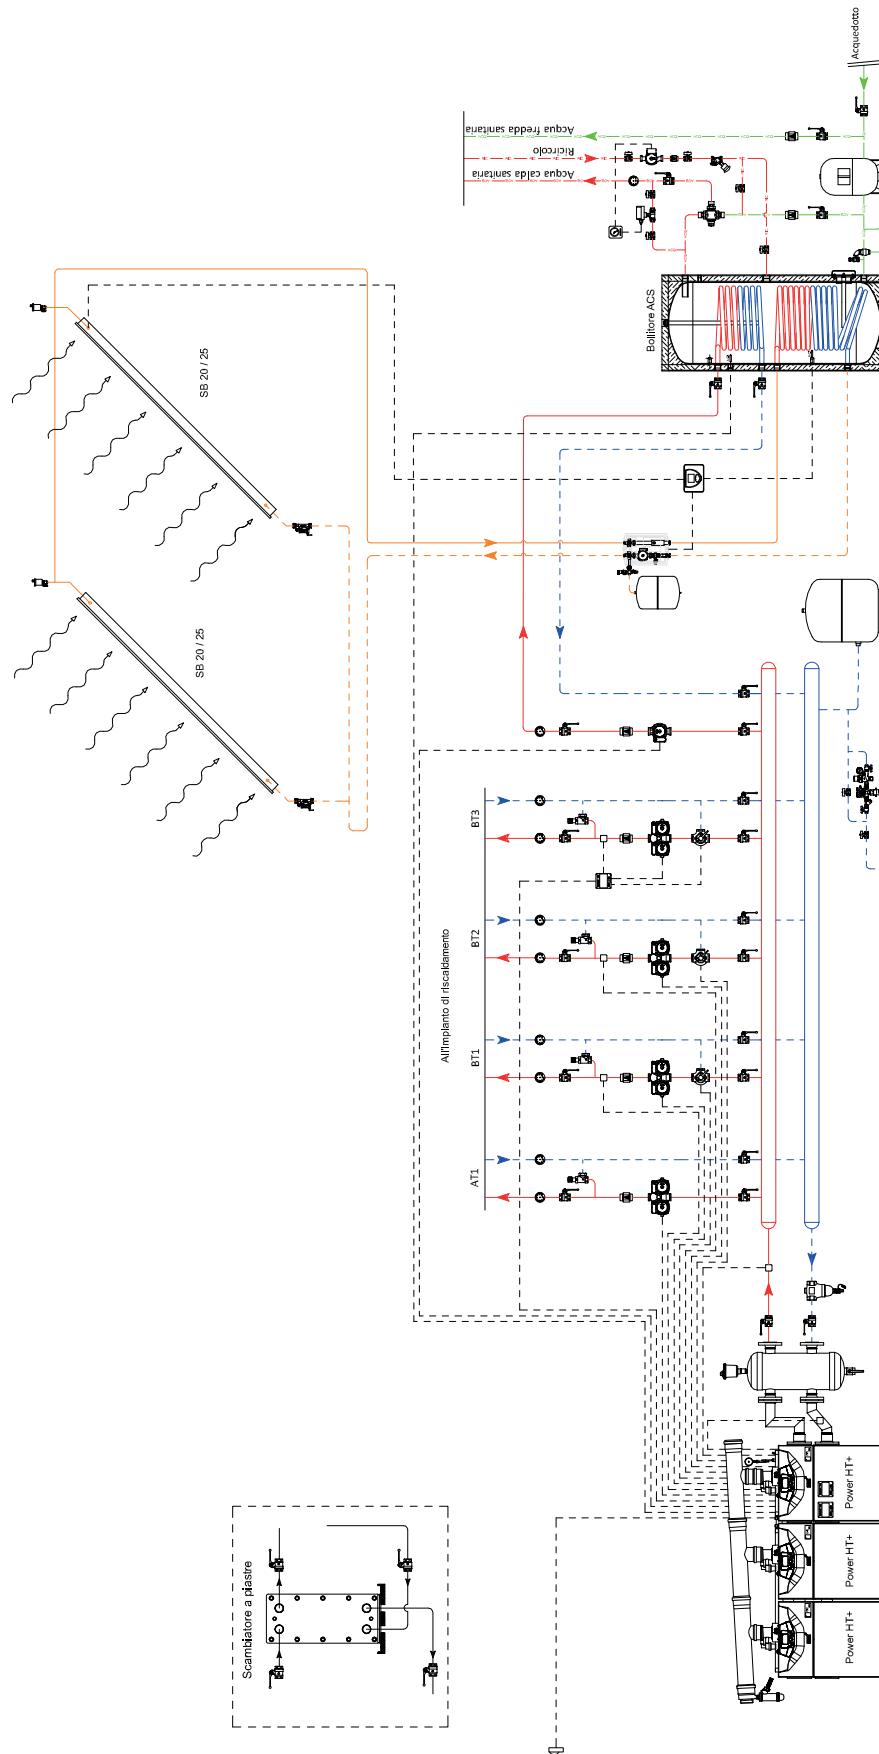 Acquedotto
Acqua fredda sanitaria
Ricircolo
Acqua calda sanitaria
Bollitore ACS
SB 20 / 25
SB 20 / 25
All'Impianto di riscaldamento
BT3
BT2
BT1
AT1
Scambiatore a piastre
Power HT+
Power HT+
Power HT+